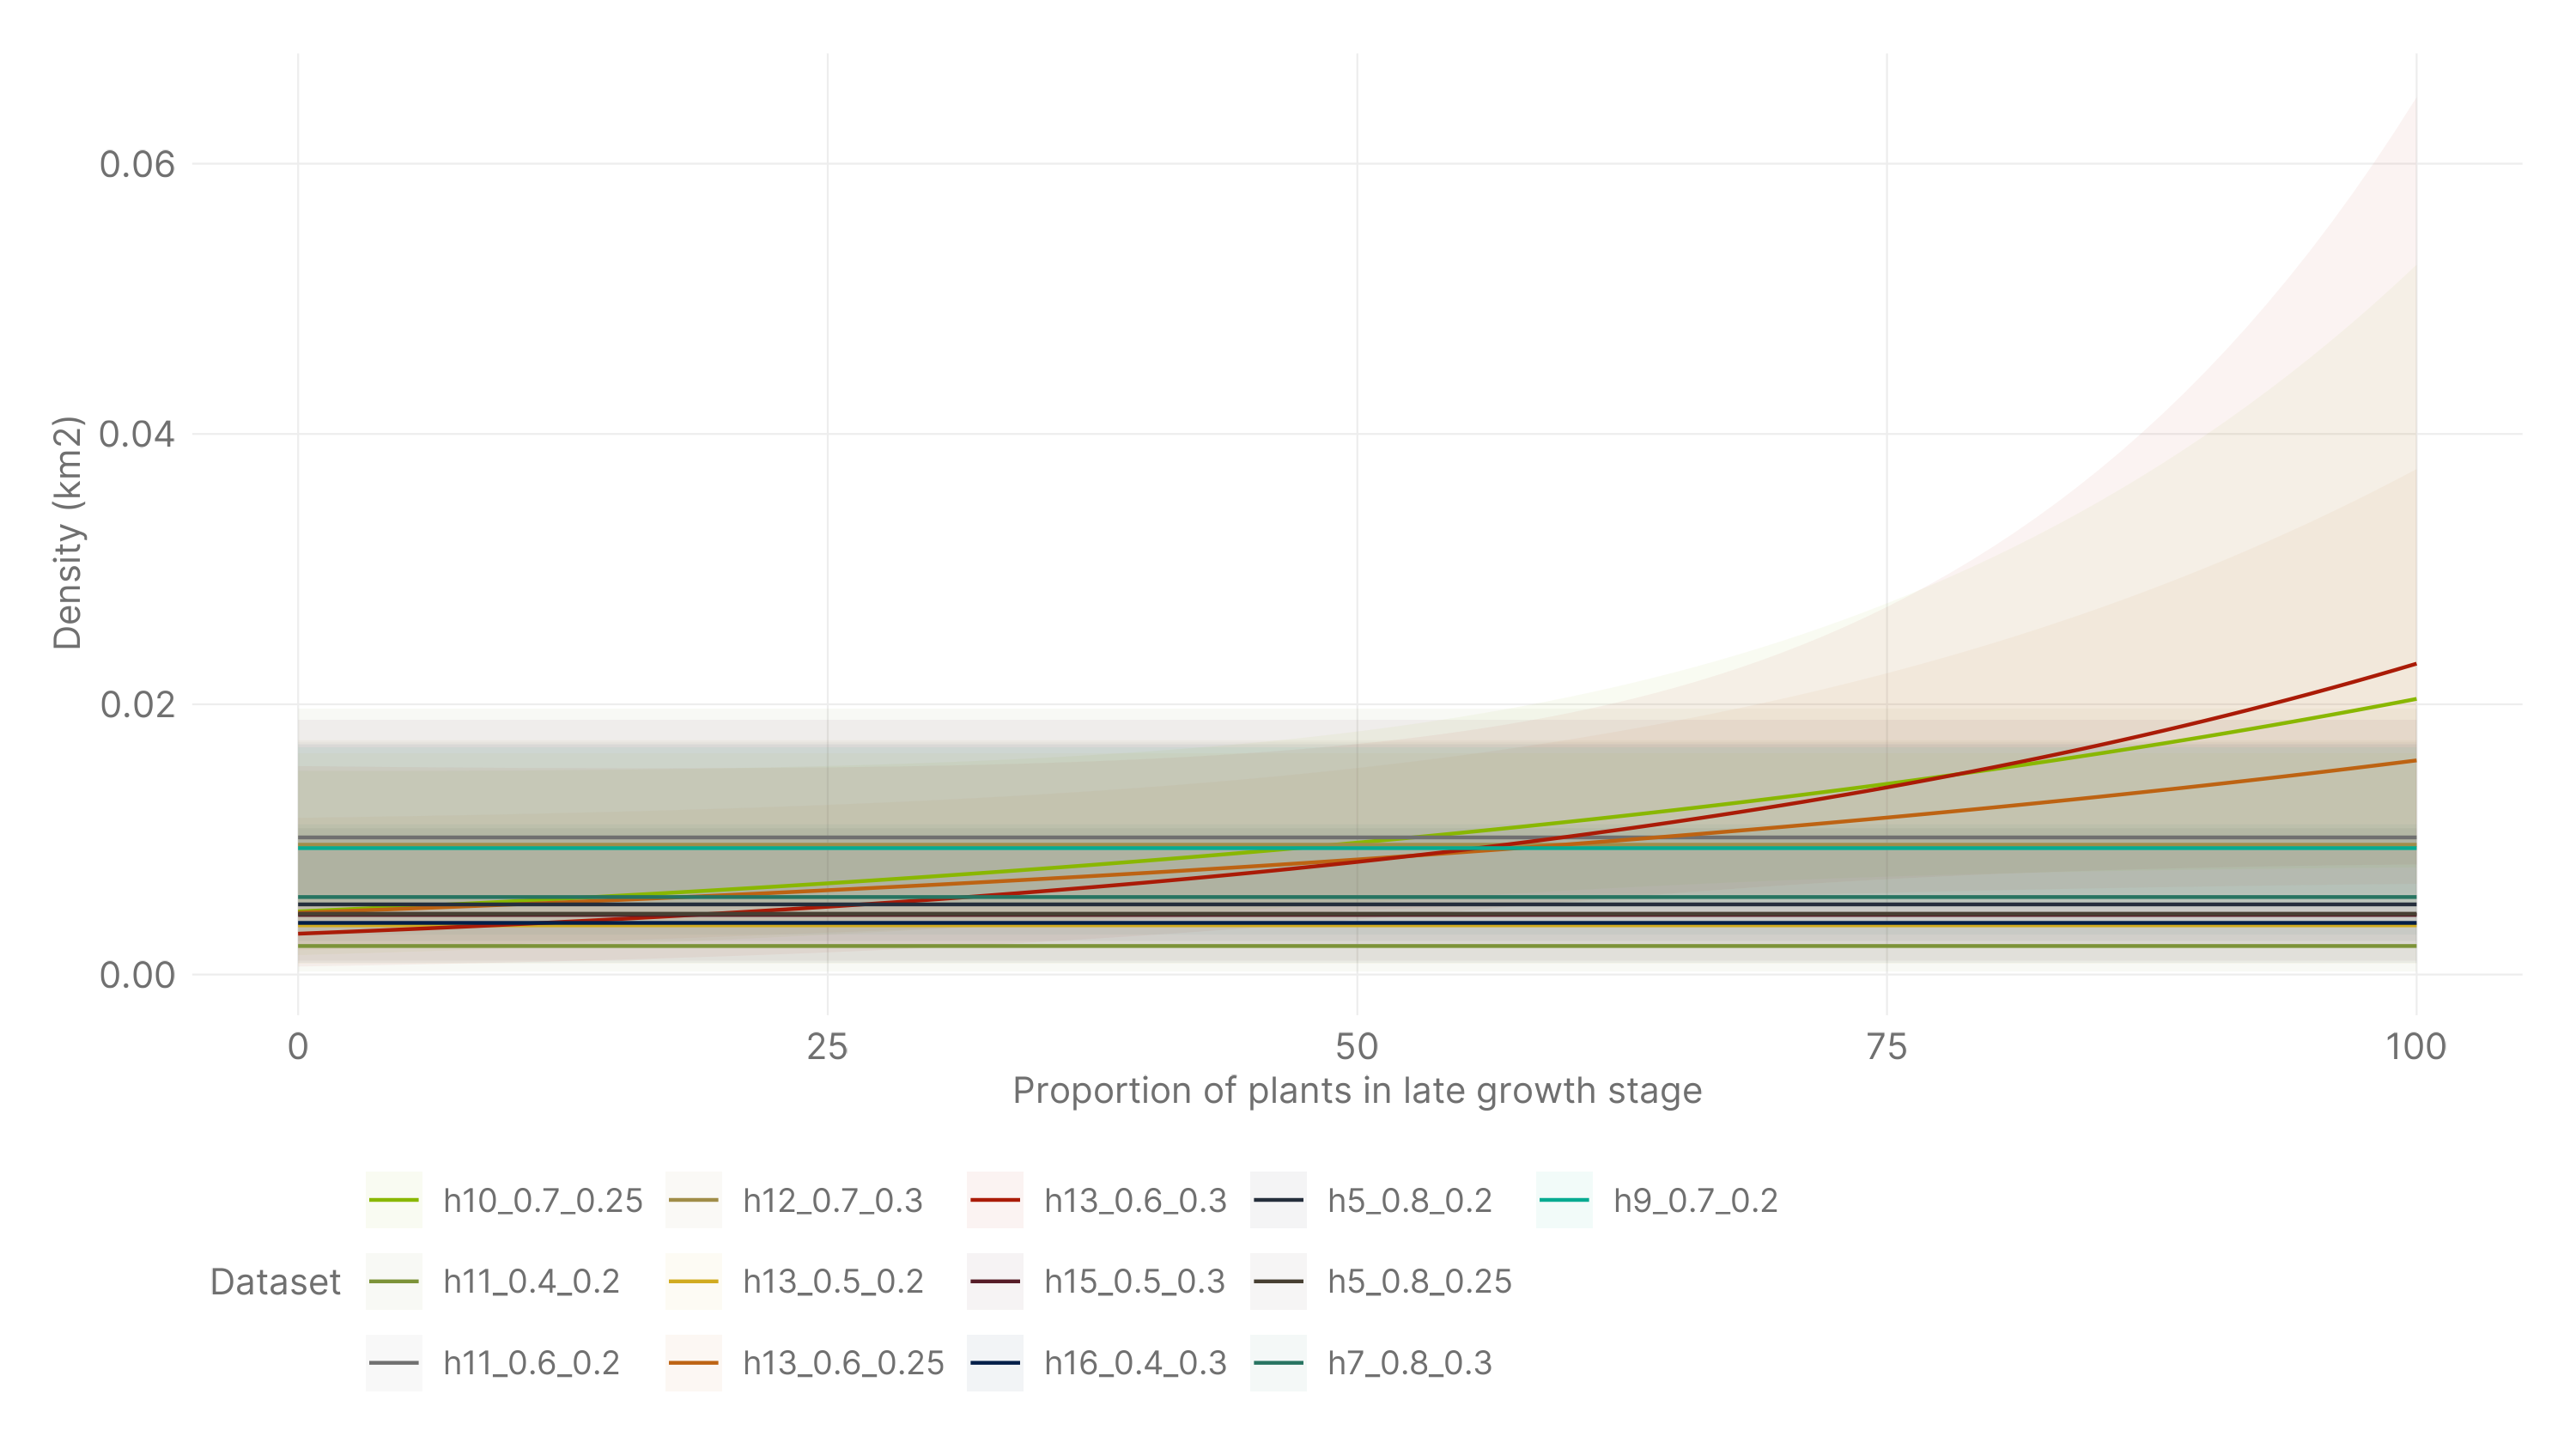 0.06
0.04
0.02
0.00
Density (km2)
0 25 50 75 100
Proportion of plants in late growth stage
Dataset
h10_0.7_0.25 h12_0.7_0.3 h13_0.6_0.3 h5_0.8_0.2 h9_0.7_0.2
h11_0.4_0.2 h13_0.5_0.2 h15_0.5_0.3 h5_0.8_0.25
h11_0.6_0.2 h13_0.6_0.25 h16_0.4_0.3 h7_0.8_0.3